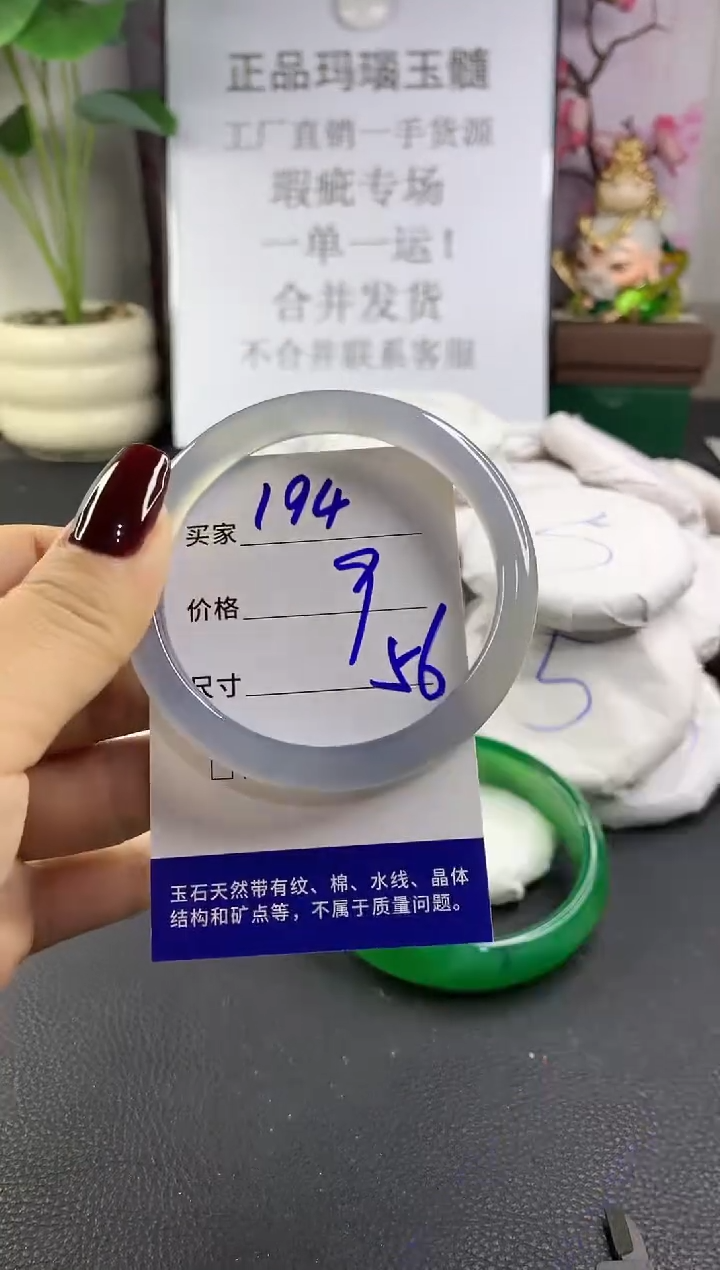 正品玛瑙玉髓
工厂直销一手货源
瑕疵专场
一单一运！
合并发货
不合并联系客服
买家 194
价格
尺寸 56
玉石天然带有纹、棉、水线、晶体
结构和矿点等，不属于质量问题。
5
5